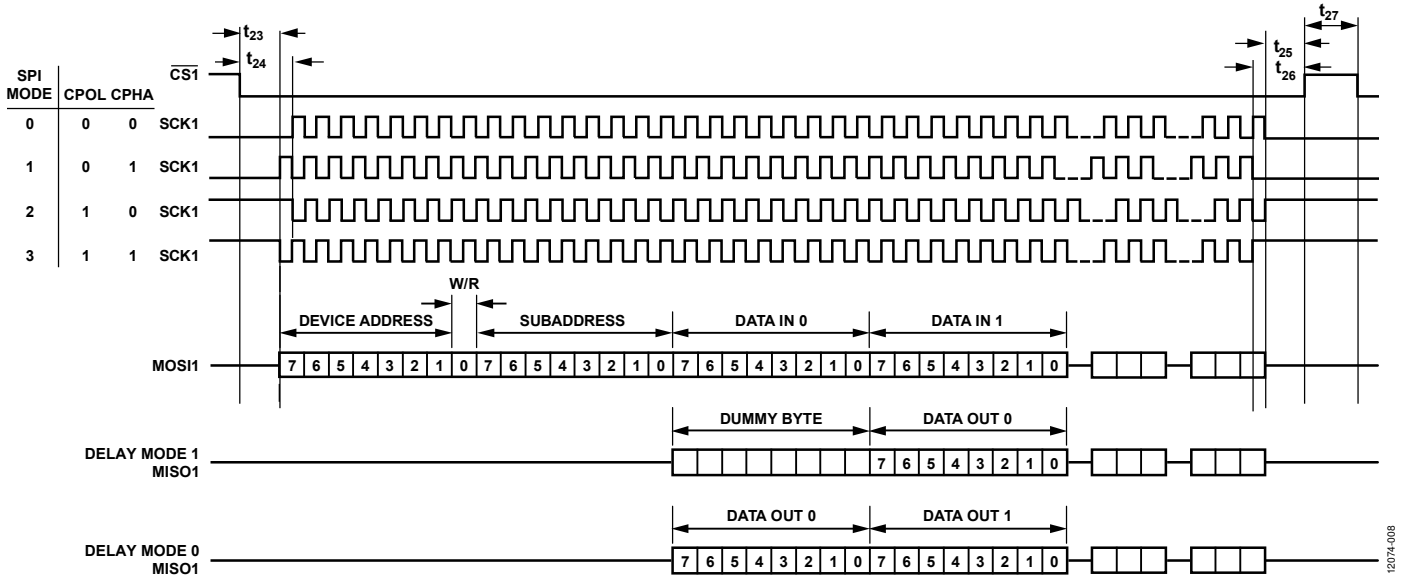 t27
t23
t25
t24
t26
SPI
MODE CPOL CPHA
CS1
0 0 0 SCK1
1 0 1 SCK1
2 1 0 SCK1
3 1 1 SCK1
W/R
DEVICE ADDRESS SUBADDRESS DATA IN 0 DATA IN 1
MOSI1 7 6 5 4 3 2 1 0 7 6 5 4 3 2 1 0 7 6 5 4 3 2 1 0 7 6 5 4 3 2 1 0
DUMMY BYTE DATA OUT 0
DELAY MODE 1
MISO1
7 6 5 4 3 2 1 0
DATA OUT 0 DATA OUT 1
DELAY MODE 0
MISO1
7 6 5 4 3 2 1 0 7 6 5 4 3 2 1 0
12074-008